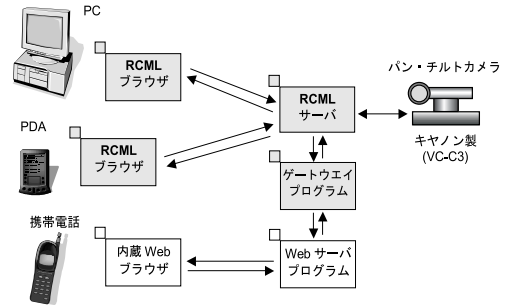 PC
RCML
ブラウザ
RCML
サーバ
パン・チルトカメラ
キヤノン製
(VC-C3)
PDA
RCML
ブラウザ
ゲートウエイ
プログラム
携帯電話
内蔵 Web
ブラウザ
Web サーバ
プログラム